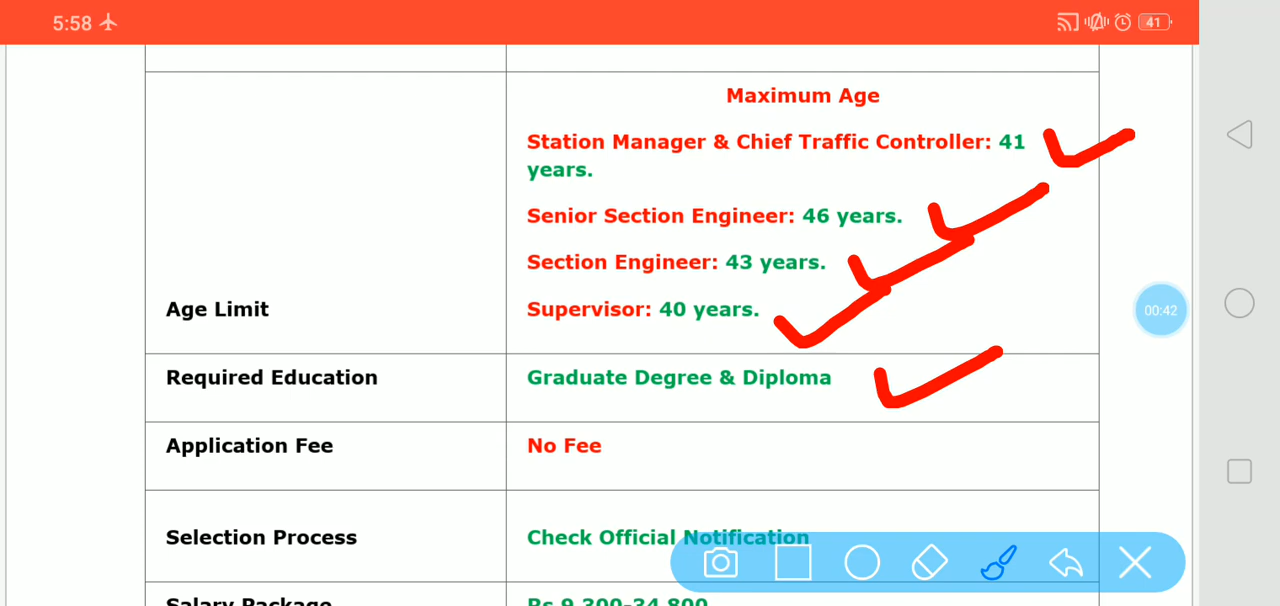 5:58
41
Maximum Age
Station Manager & Chief Traffic Controller: 41
years.
Senior Section Engineer: 46 years.
Section Engineer: 43 years.
Age Limit
Supervisor: 40 years.
00:42
Required Education
Graduate Degree & Diploma
Application Fee
No Fee
Selection Process
Check Official Notification
Salary Package
Rs 9,300-34,800